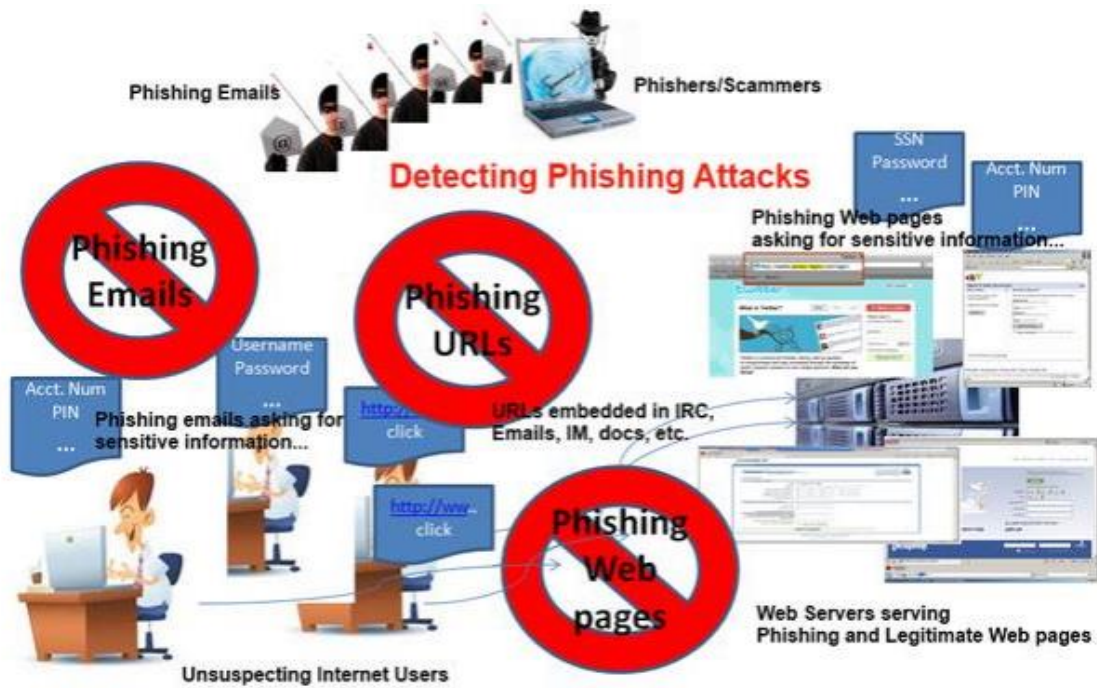 Phishing Emails
Phishers/Scammers
Detecting Phishing Attacks
SSN
Password
...
Acct. Num
PIN
...
Phishing Web pages
asking for sensitive information...
Phishing
Emails
Phishing
URLs
Username
Password
...
Acct. Num
PIN
...
Phishing emails asking for
sensitive information...
http://
click
URLs embedded in IRC,
Emails, IM, docs, etc.
http://ww..
click
Phishing
Web
pages
Web Servers serving
Phishing and Legitimate Web pages
Unsuspecting Internet Users